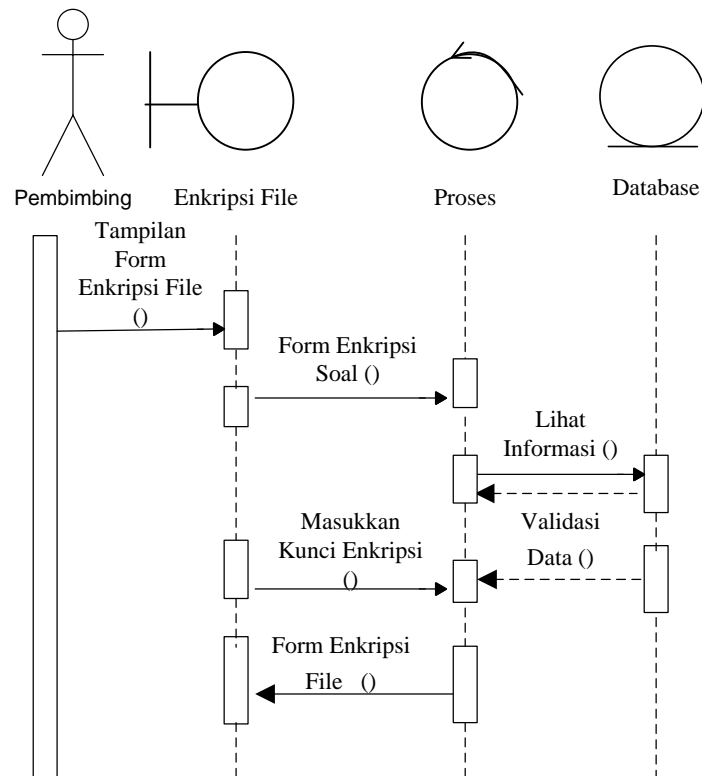 Pembimbing
Enkripsi File
Proses
Database
Tampilan
Form
Enkripsi File
()
Form Enkripsi
Soal ()
Lihat
Informasi ()
Masukkan
Kunci Enkripsi
()
Validasi
Data ()
Form Enkripsi
File ()